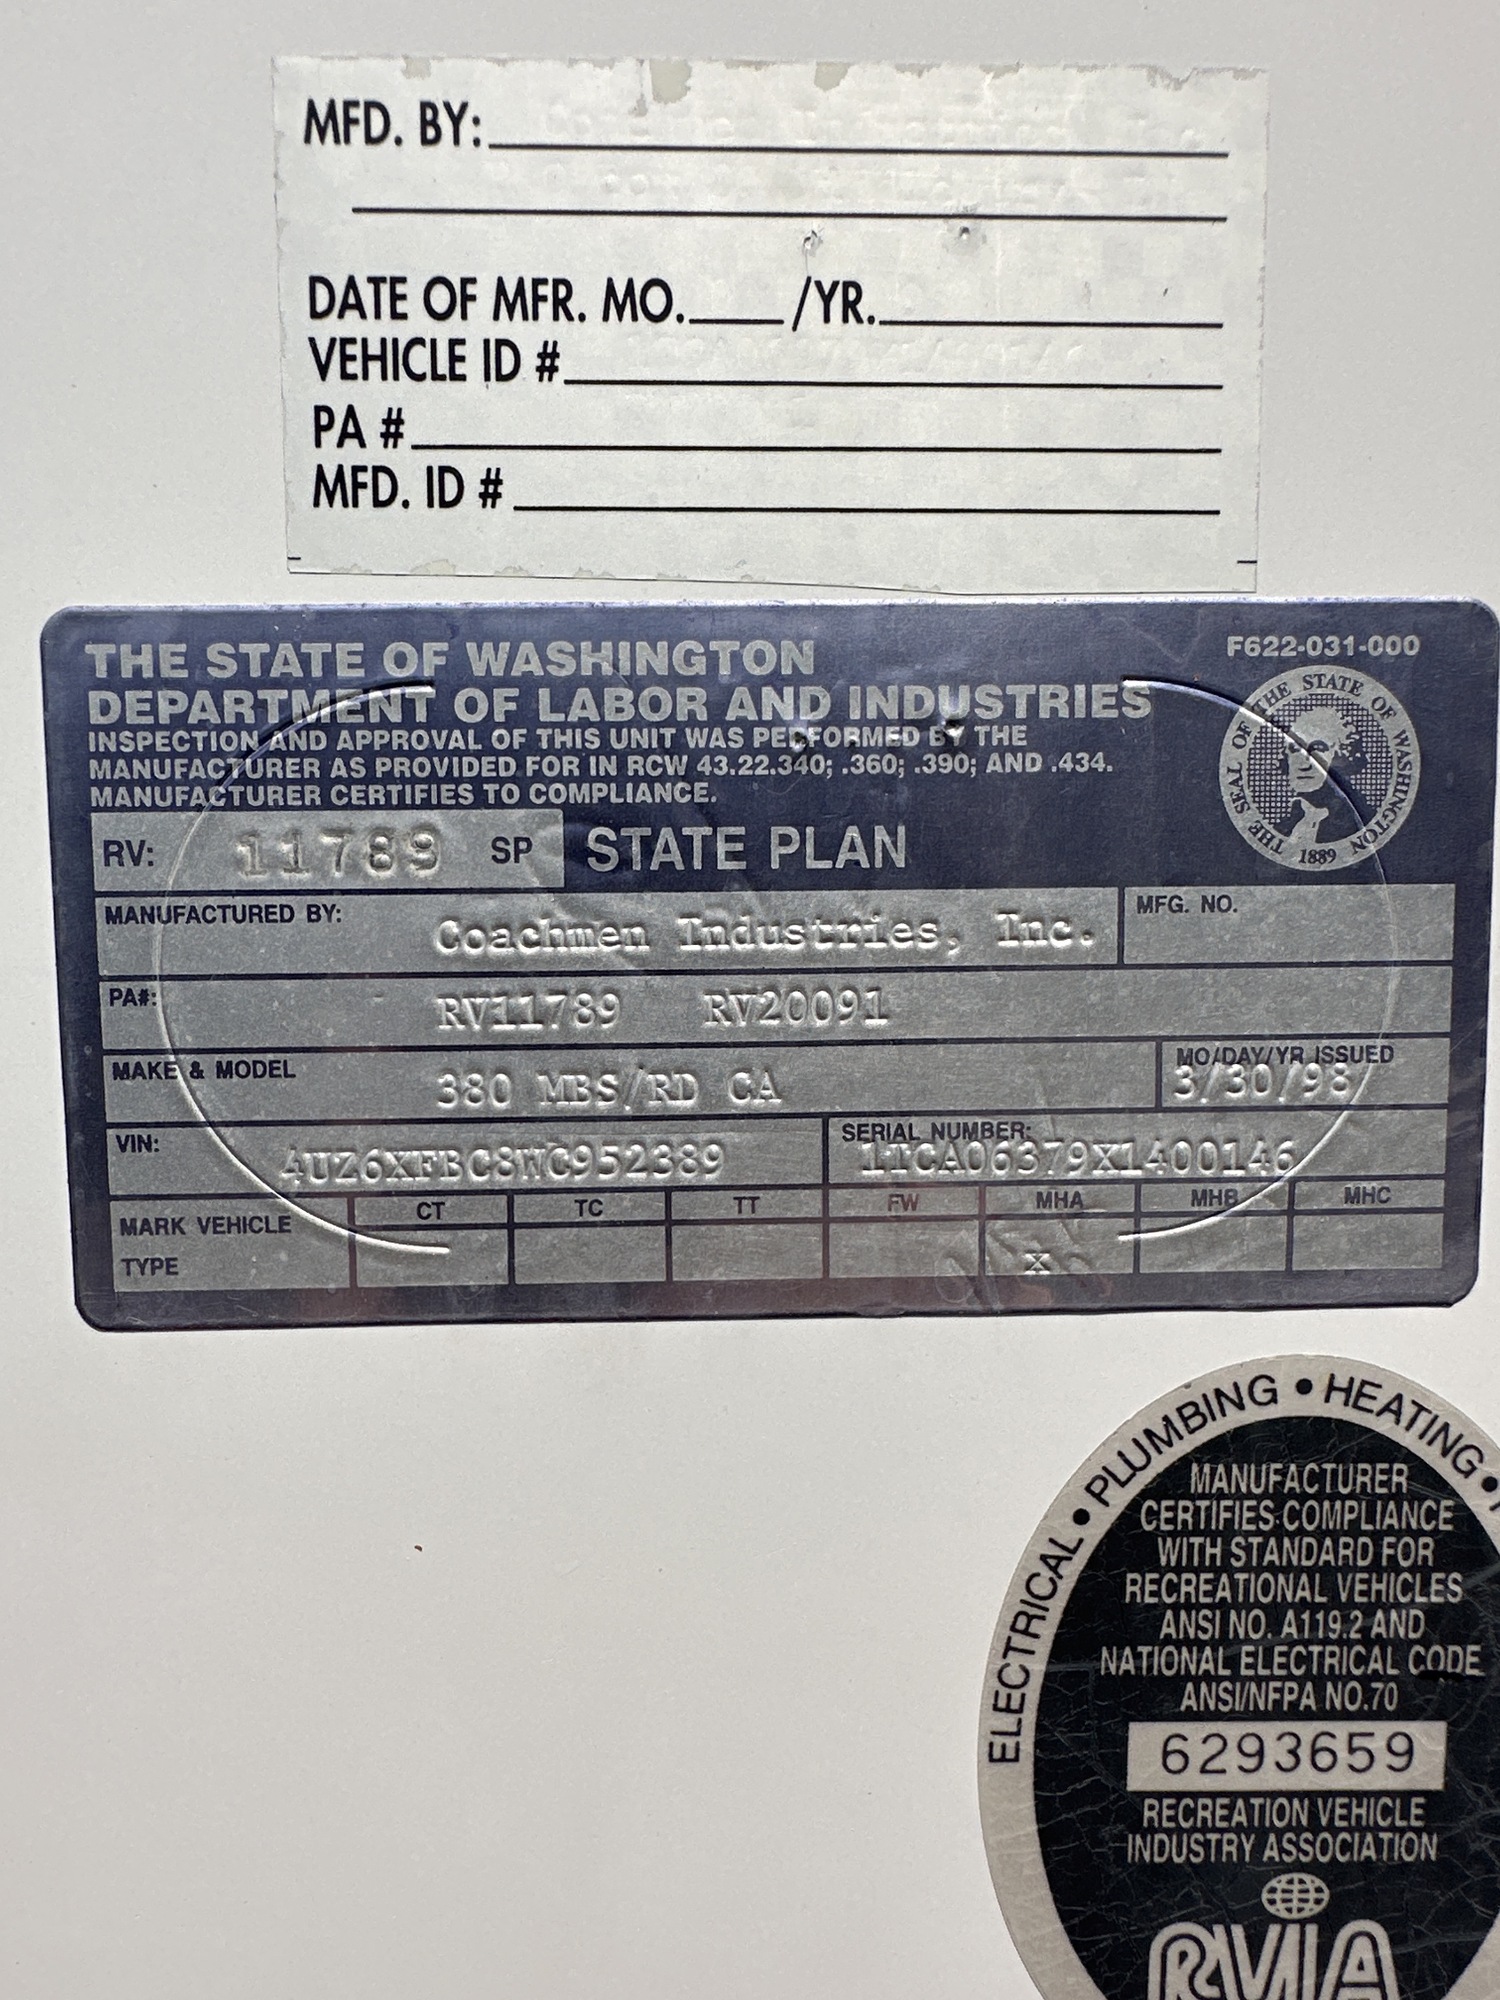 MFD. BY:
DATE OF MFR. MO. /YR.
VEHICLE ID #
PA #
MFD. ID #
THE STATE OF WASHINGTON
F622-031-000
DEPARTMENT OF LABOR AND INDUSTRIES
INSPECTION AND APPROVAL OF THIS UNIT WAS PERFORMED BY THE
MANUFACTURER AS PROVIDED FOR IN RCW 43.22.340; .360; .390; AND .434.
MANUFACTURER CERTIFIES TO COMPLIANCE.
THE SEAL OF THE STATE OF WASHINGTON
1889
RV: 11789 SP STATE PLAN
MANUFACTURED BY: Coachmen Industries, Inc. MFG. NO.
PA#: RV11789 RV20091
MAKE & MODEL 380 MBS/RD CA MO/DAY/YR ISSUED
3/30/98
VIN: 4UZ6XFBC8WC952389 SERIAL NUMBER:
1TCA06379X1400146
MARK VEHICLE TYPE
CT TC TT FW MHA MHB MHC
X
ELECTRICAL • PLUMBING • HEATING •
MANUFACTURER
CERTIFIES COMPLIANCE
WITH STANDARD FOR
RECREATIONAL VEHICLES
ANSI NO. A119.2 AND
NATIONAL ELECTRICAL CODE
ANSI/NFPA NO.70
6293659
RECREATION VEHICLE
INDUSTRY ASSOCIATION
RVIA